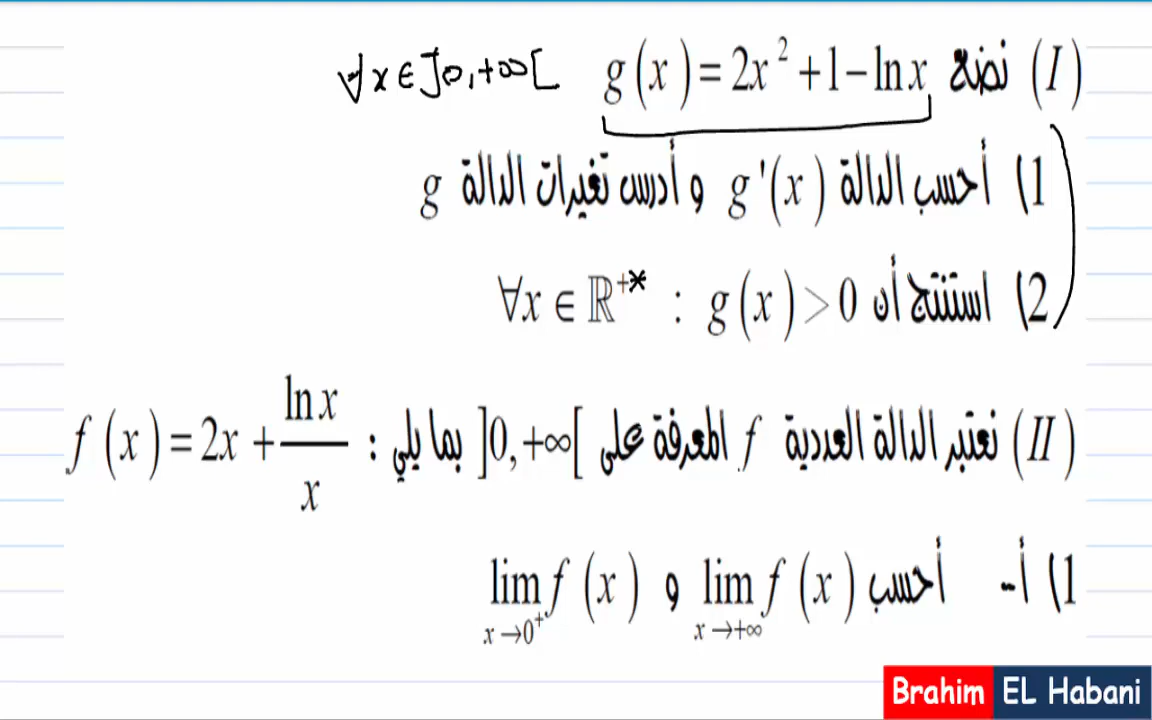 (I) نضع g(x) = 2x² + 1 − ln x ∀x ∈ ]0, +∞[
1) أحسب الدالة g'(x) و أدرس تغيرات الدالة g
2) استنتج أن g(x) > 0 : ∀x ∈ ℝ⁺*
(II) نعتبر الدالة العددية f المعرفة على ]0, +∞[ بما يلي : f(x) = 2x + ln x / x
1) أ- أحسب lim f(x) x→+∞ و lim f(x) x→0⁺
Brahim EL Habani